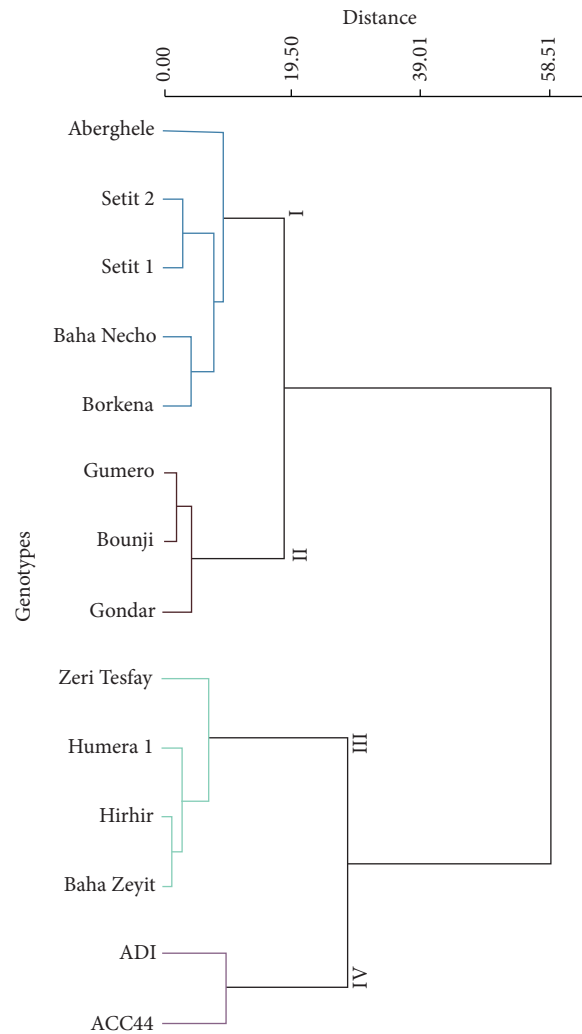 Distance
0.00
19.50
39.01
58.51
Aberghele
Setit 2
I
Setit 1
Baha Necho
Borkena
Gumero
Genotypes
Bounji
II
Gondar
Zeri Tesfay
Humera 1
III
Hirhir
Baha Zeyit
ADI
IV
ACC44